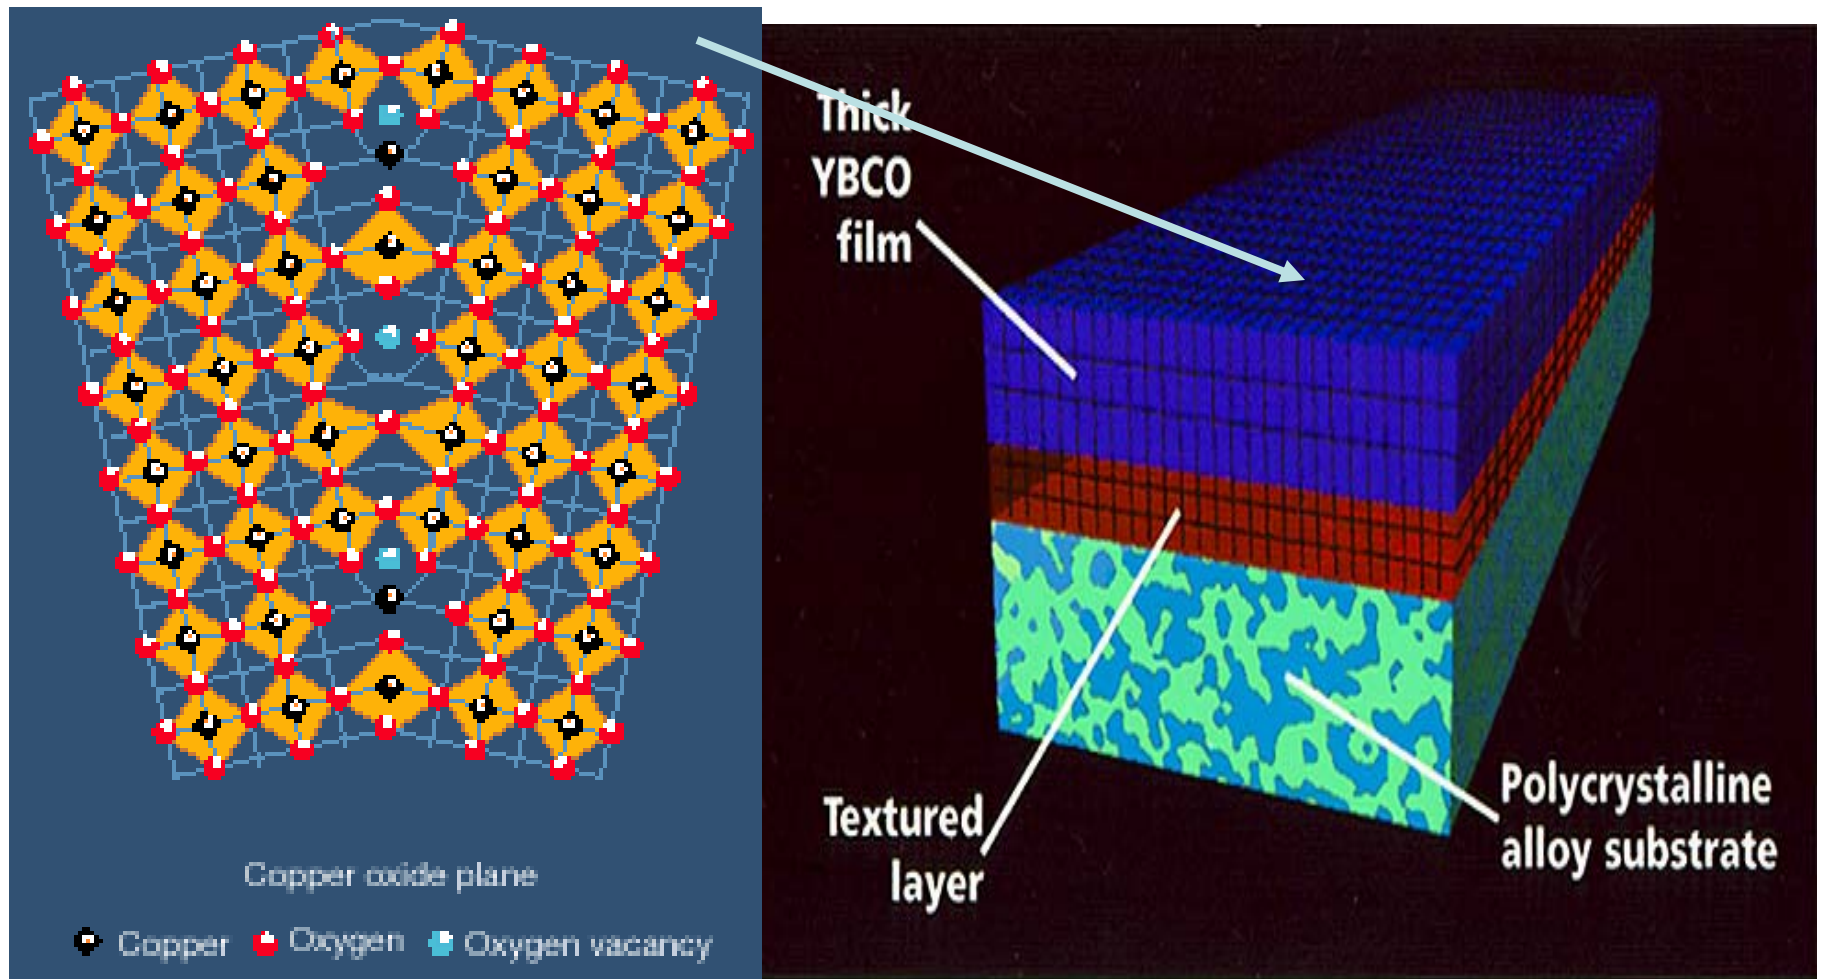 Copper oxide plane
Copper
Oxygen
Oxygen vacancy
Thick
YBCO
film
Textured
layer
Polycrystalline
alloy substrate